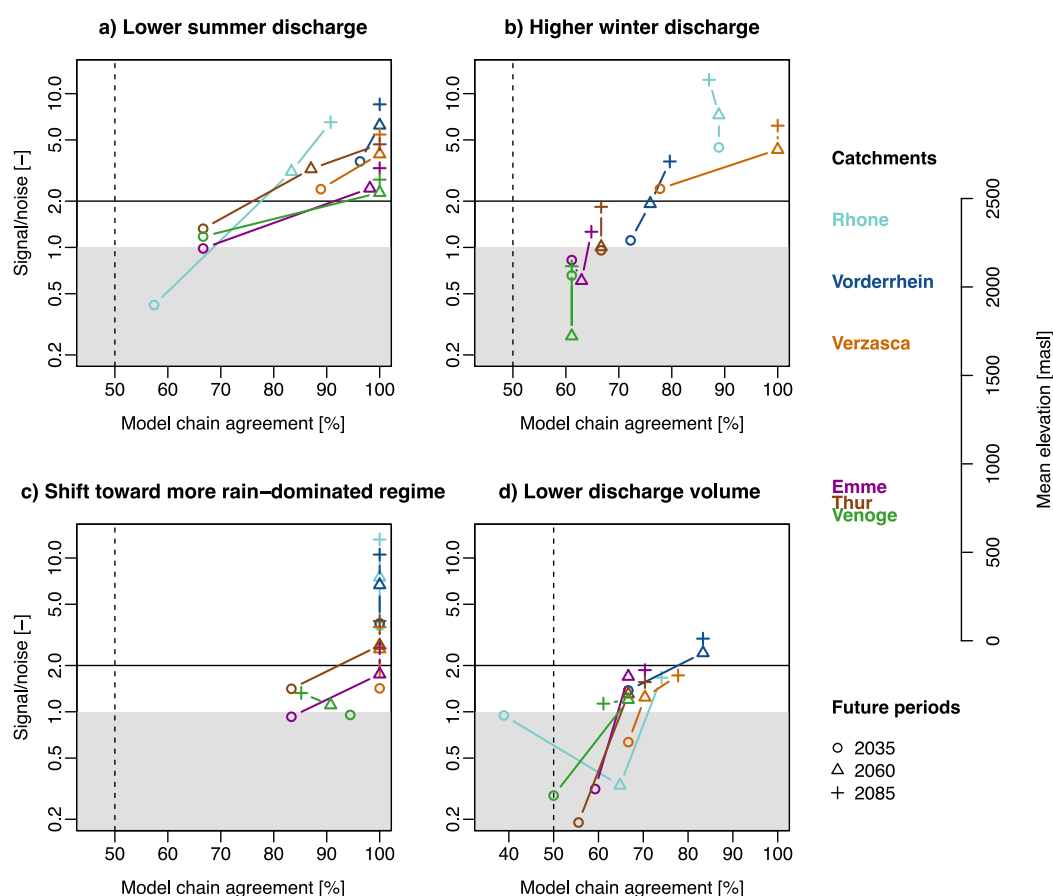 a) Lower summer discharge
Signal/noise [−]
0.2 0.5 1.0 2.0 5.0 10.0
50 60 70 80 90 100
Model chain agreement [%]
b) Higher winter discharge
0.2 0.5 1.0 2.0 5.0 10.0
50 60 70 80 90 100
Model chain agreement [%]
c) Shift toward more rain−dominated regime
Signal/noise [−]
0.2 0.5 1.0 2.0 5.0 10.0
50 60 70 80 90 100
Model chain agreement [%]
d) Lower discharge volume
0.2 0.5 1.0 2.0 5.0 10.0
40 50 60 70 80 90 100
Model chain agreement [%]
Catchments
Rhone
Vorderrhein
Verzasca
Emme
Thur
Venoge
0 500 1000 1500 2000 2500
Mean elevation [masl]
Future periods
2035
2060
2085